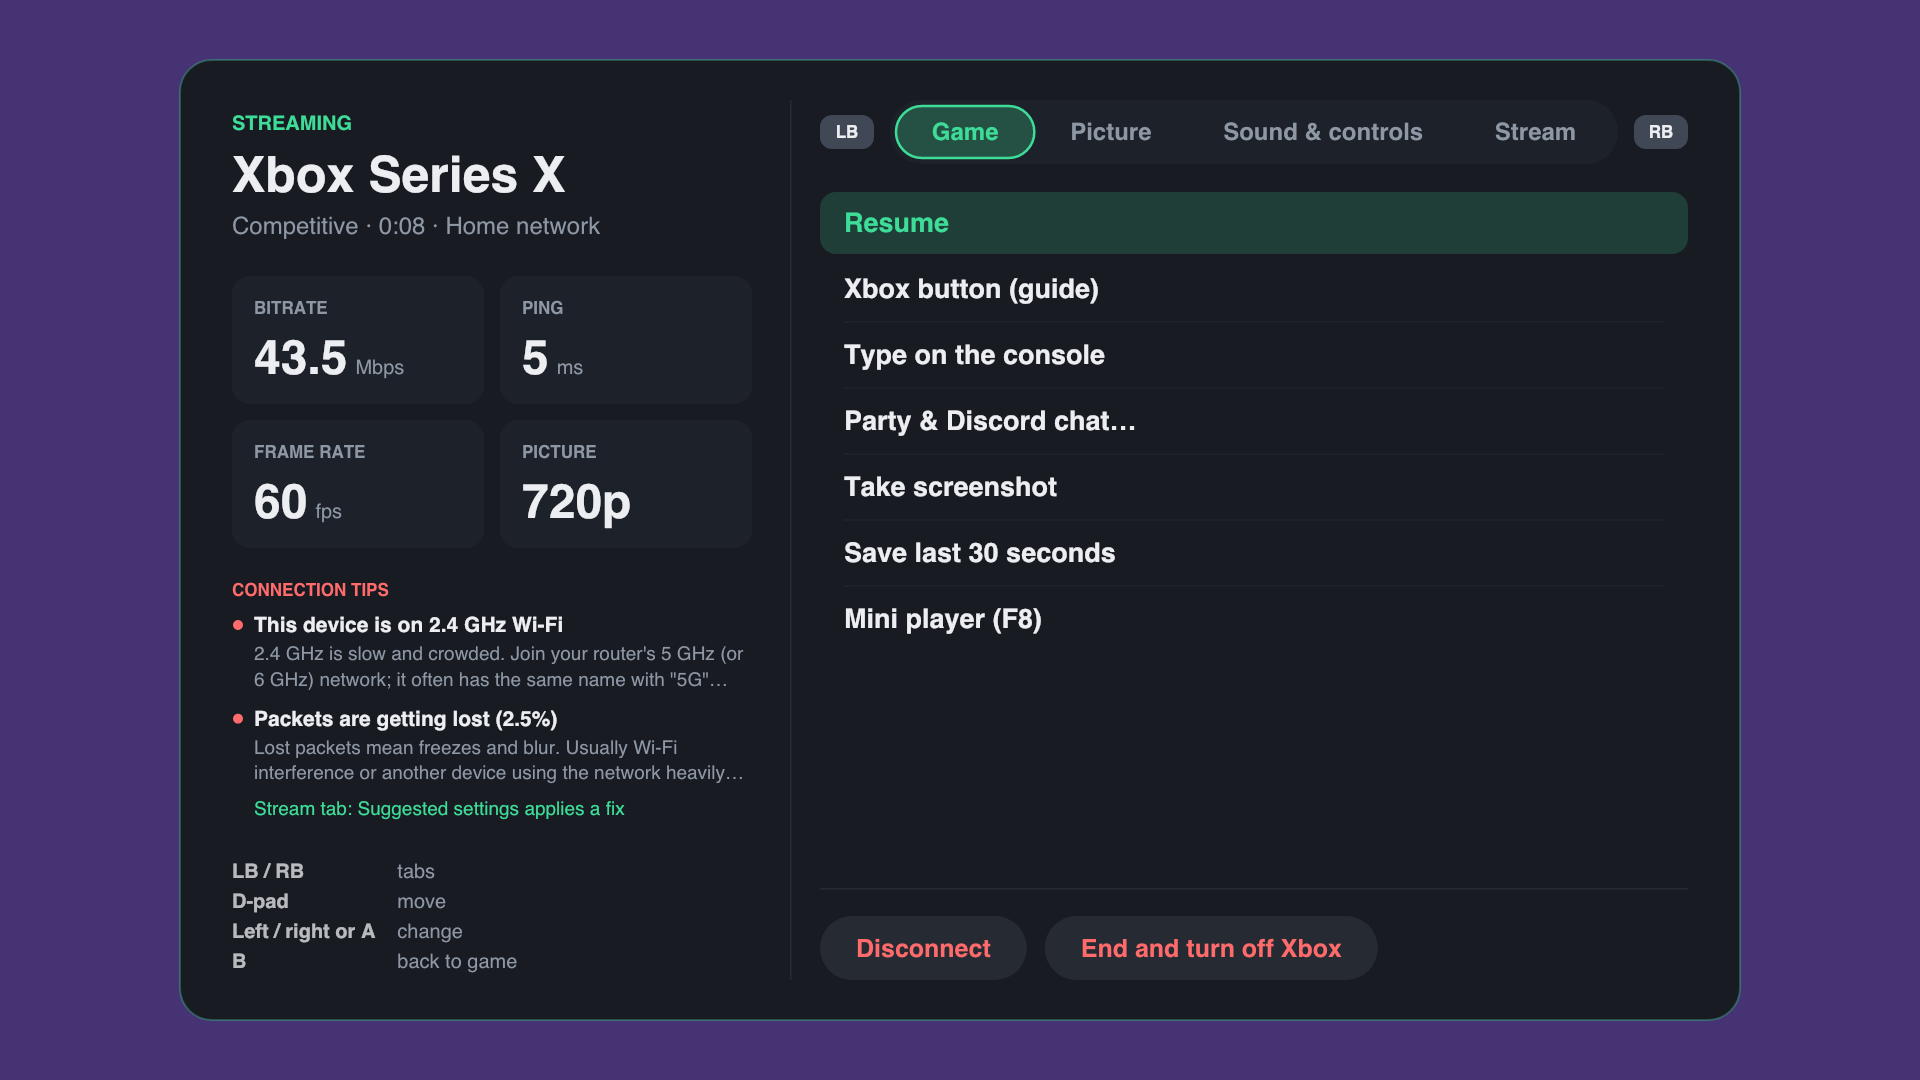 STREAMING
Xbox Series X
Competitive · 0:08 · Home network
BITRATE
43.5 Mbps
PING
5 ms
FRAME RATE
60 fps
PICTURE
720p
CONNECTION TIPS
This device is on 2.4 GHz Wi-Fi
2.4 GHz is slow and crowded. Join your router's 5 GHz (or
6 GHz) network; it often has the same name with "5G"…
Packets are getting lost (2.5%)
Lost packets mean freezes and blur. Usually Wi-Fi
interference or another device using the network heavily…
Stream tab: Suggested settings applies a fix
LB / RB tabs
D-pad move
Left / right or A change
B back to game
LB Game Picture Sound & controls Stream RB
Resume
Xbox button (guide)
Type on the console
Party & Discord chat…
Take screenshot
Save last 30 seconds
Mini player (F8)
Disconnect End and turn off Xbox